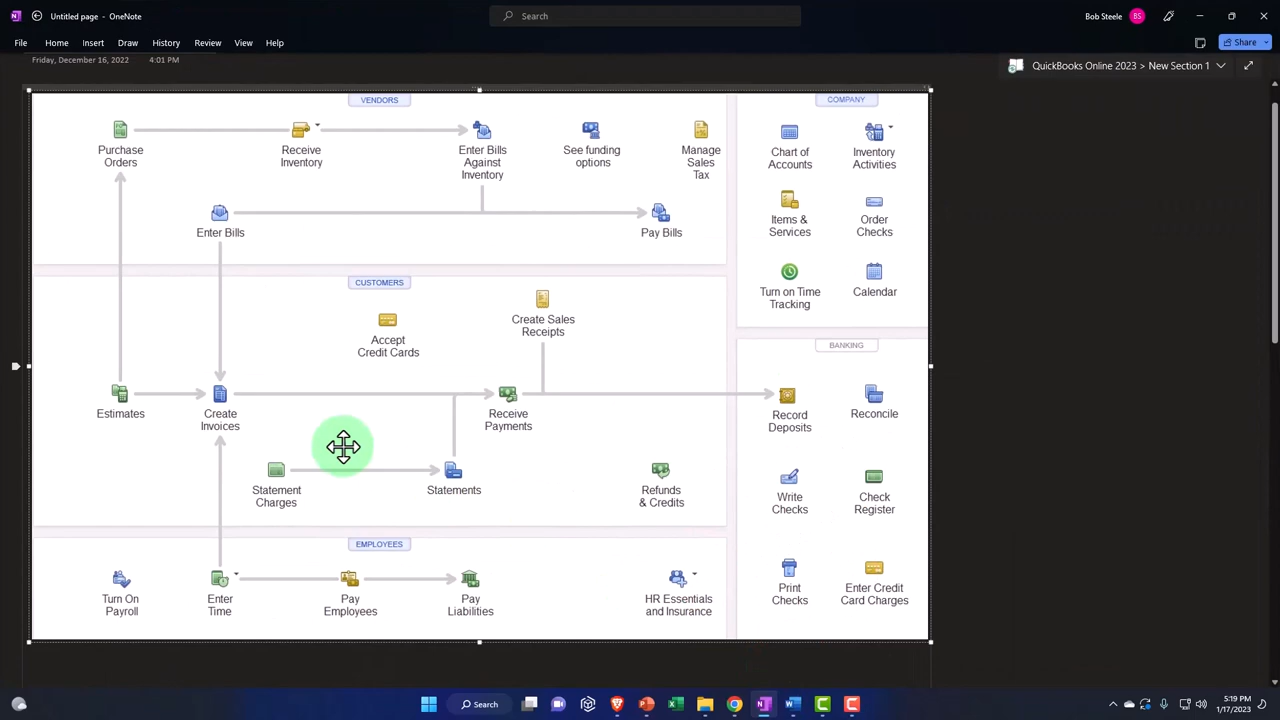 Untitled page - OneNote
Search
Bob Steele
BS
File
Home
Insert
Draw
History
Review
View
Help
Share
Friday, December 16, 2022
4:01 PM
QuickBooks Online 2023 > New Section 1
VENDORS
Purchase
Orders
Receive
Inventory
Enter Bills
Against
Inventory
See funding
options
Manage
Sales
Tax
Enter Bills
Pay Bills
COMPANY
Chart of
Accounts
Inventory
Activities
Items &
Services
Order
Checks
Turn on Time
Tracking
Calendar
CUSTOMERS
Create Sales
Receipts
Accept
Credit Cards
Estimates
Create
Invoices
Receive
Payments
Statement
Charges
Statements
Refunds
& Credits
BANKING
Record
Deposits
Reconcile
Write
Checks
Check
Register
Print
Checks
Enter Credit
Card Charges
EMPLOYEES
Turn On
Payroll
Enter
Time
Pay
Employees
Pay
Liabilities
HR Essentials
and Insurance
Search
5:19 PM
1/17/2023